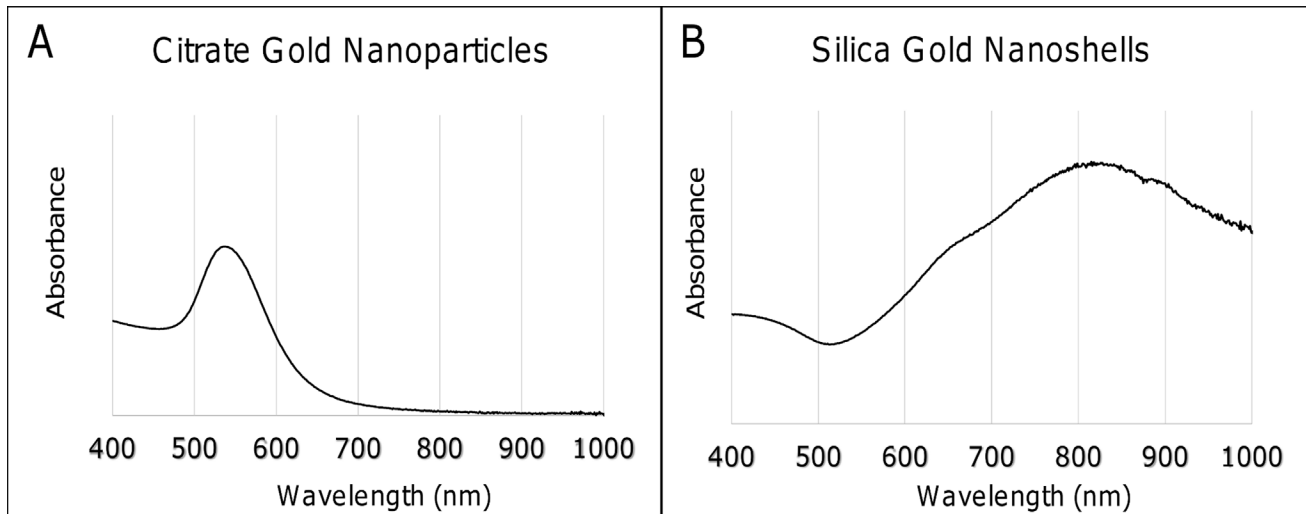 A
Citrate Gold Nanoparticles
Absorbance
400 500 600 700 800 900 1000
Wavelength (nm)
B
Silica Gold Nanoshells
Absorbance
400 500 600 700 800 900 1000
Wavelength (nm)